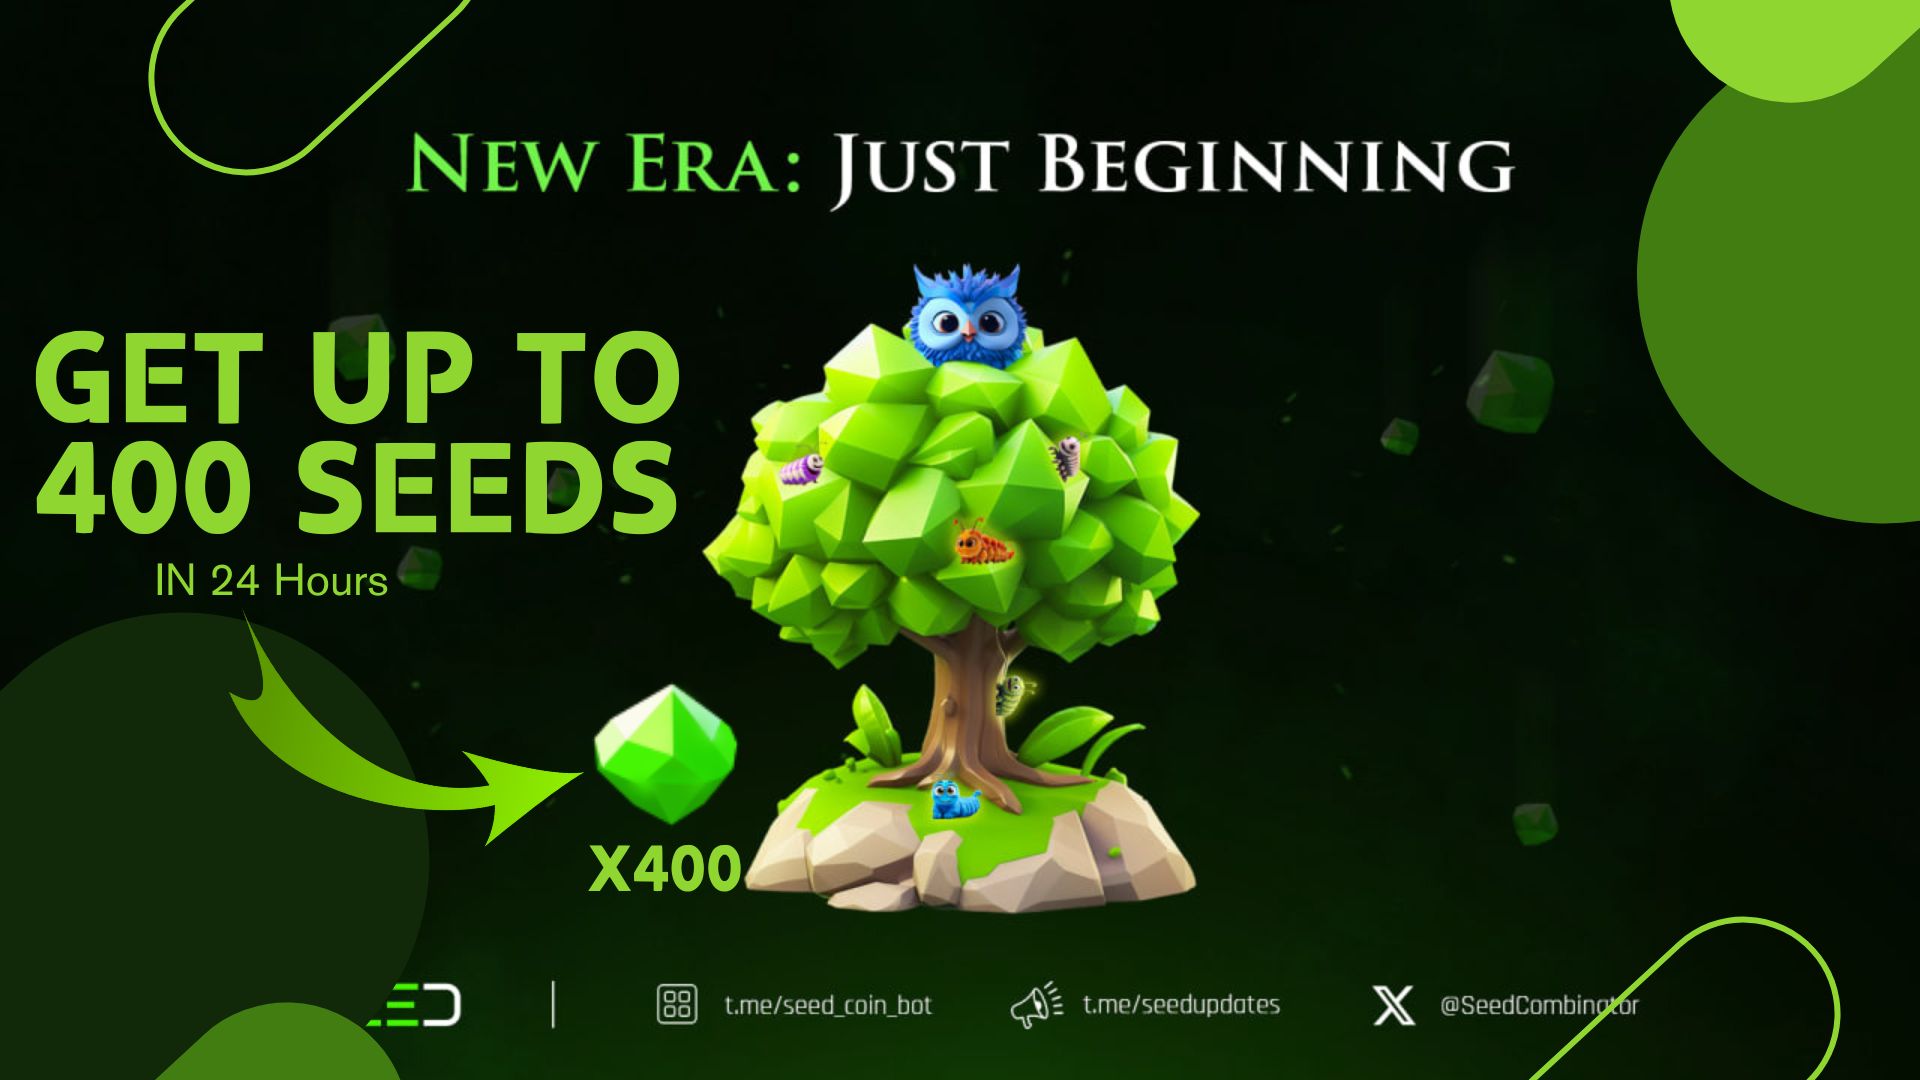 NEW ERA: JUST BEGINNING
GET UP TO
400 SEEDS
IN 24 Hours
X400
t.me/seed_coin_bot
t.me/seedupdates
@SeedCombinator